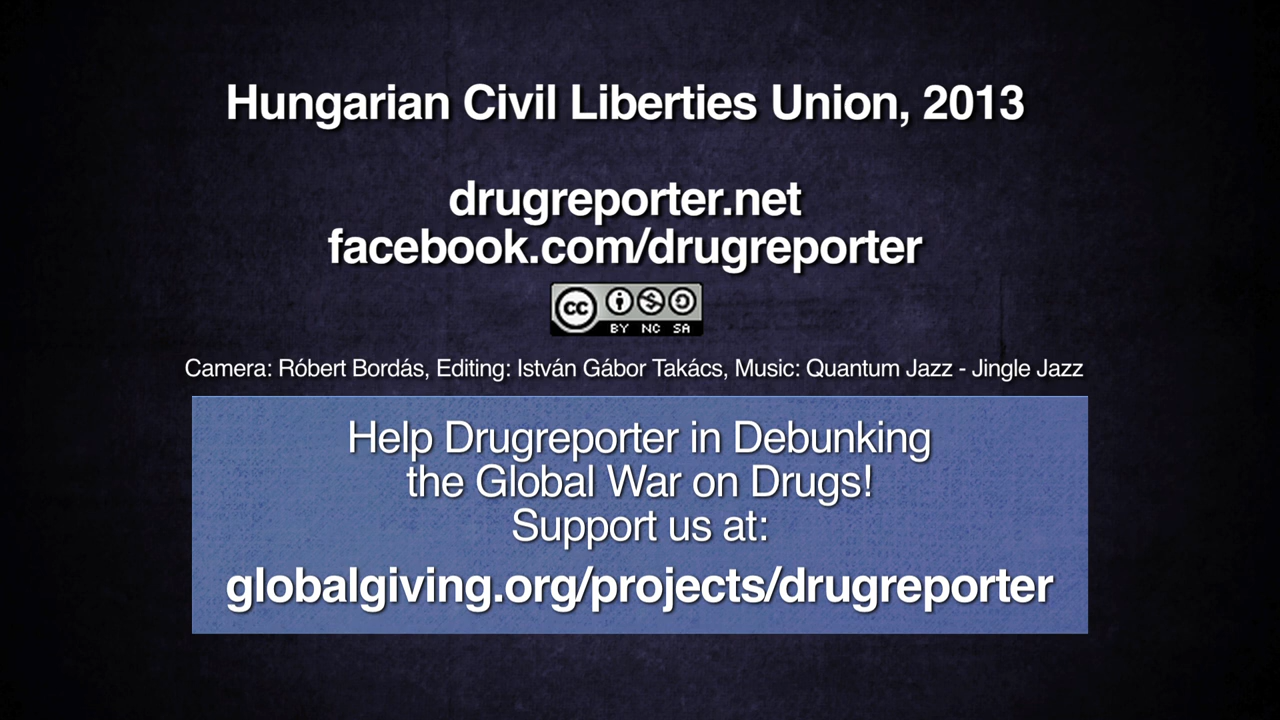 Hungarian Civil Liberties Union, 2013
drugreporter.net
facebook.com/drugreporter
cc BY NC SA
Camera: Róbert Bordás, Editing: István Gábor Takács, Music: Quantum Jazz - Jingle Jazz
Help Drugreporter in Debunking
the Global War on Drugs!
Support us at:
globalgiving.org/projects/drugreporter